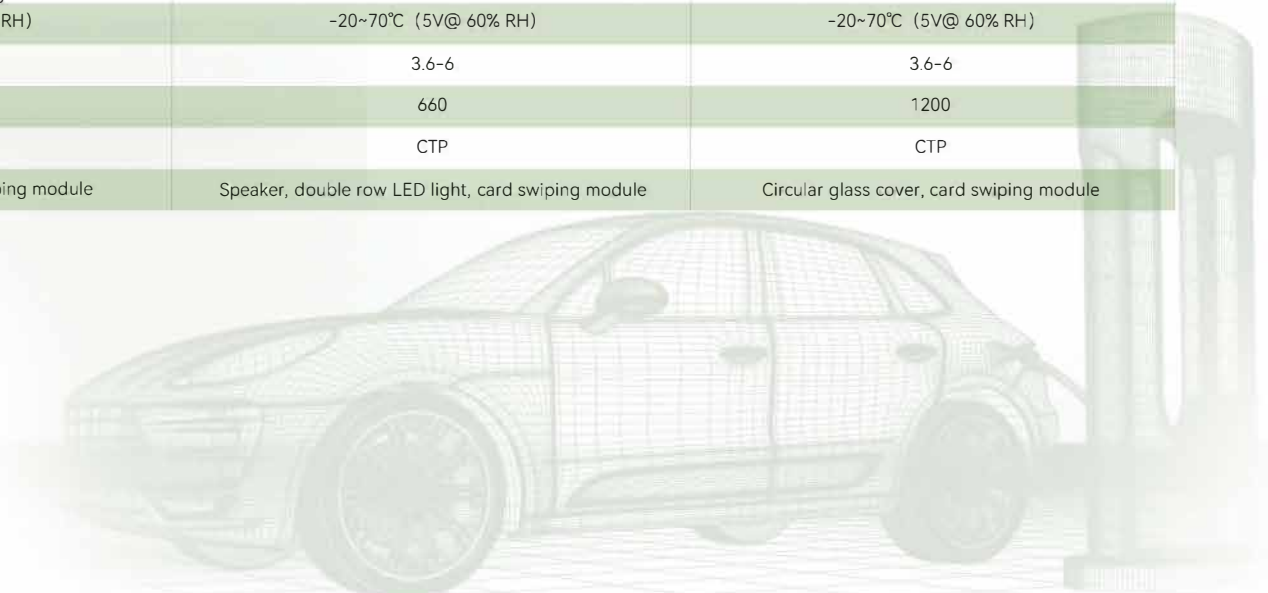 RH) -20~70℃ (5V@ 60% RH) -20~70℃ (5V@ 60% RH)
3.6-6 3.6-6
660 1200
CTP CTP
ing module Speaker, double row LED light, card swiping module Circular glass cover, card swiping module